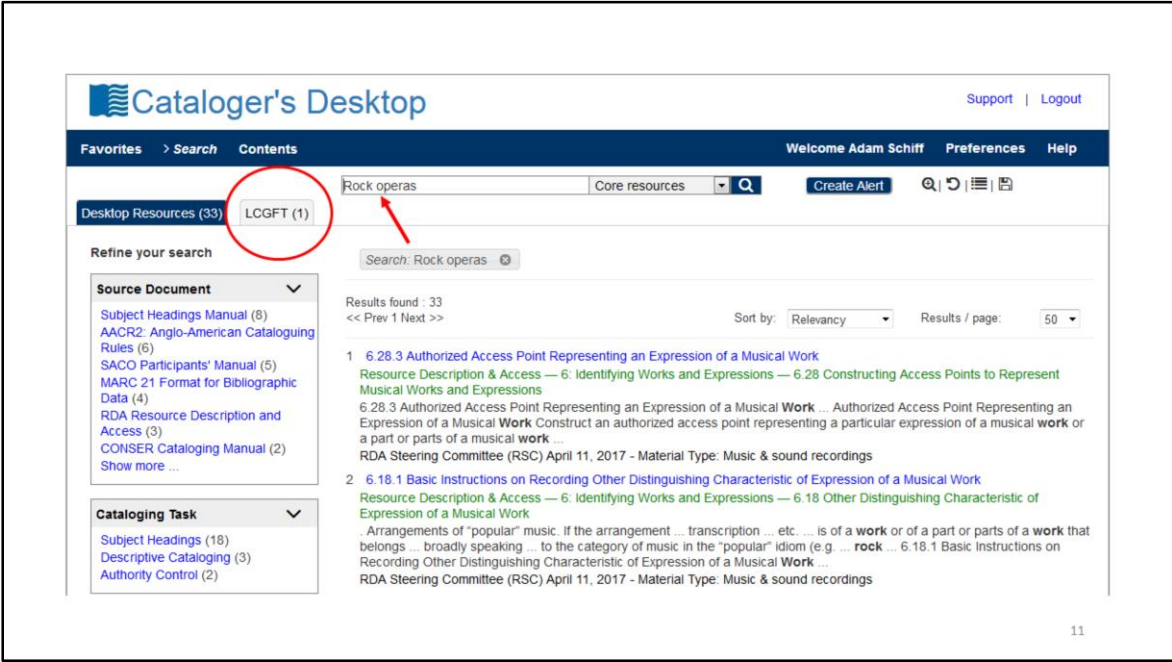 Cataloger's Desktop
Support | Logout
Favorites > Search Contents
Welcome Adam Schiff Preferences Help
Rock operas
Core resources
Create Alert
Desktop Resources (33)
LCGFT (1)
Refine your search
Source Document
Subject Headings Manual (8)
AACR2: Anglo-American Cataloguing
Rules (6)
SACO Participants' Manual (5)
MARC 21 Format for Bibliographic
Data (4)
RDA Resource Description and
Access (3)
CONSER Cataloging Manual (2)
Show more ...
Cataloging Task
Subject Headings (18)
Descriptive Cataloging (3)
Authority Control (2)
Search: Rock operas
Results found : 33
<< Prev 1 Next >>
Sort by: Relevancy
Results / page: 50
1 6.28.3 Authorized Access Point Representing an Expression of a Musical Work
Resource Description & Access — 6: Identifying Works and Expressions — 6.28 Constructing Access Points to Represent
Musical Works and Expressions
6.28.3 Authorized Access Point Representing an Expression of a Musical Work ... Authorized Access Point Representing an
Expression of a Musical Work Construct an authorized access point representing a particular expression of a musical work or
a part or parts of a musical work ...
RDA Steering Committee (RSC) April 11, 2017 - Material Type: Music & sound recordings
2 6.18.1 Basic Instructions on Recording Other Distinguishing Characteristic of Expression of a Musical Work
Resource Description & Access — 6: Identifying Works and Expressions — 6.18 Other Distinguishing Characteristic of
Expression of a Musical Work
. Arrangements of “popular” music. If the arrangement ... transcription ... etc. ... is of a work or of a part or parts of a work that
belongs ... broadly speaking ... to the category of music in the “popular” idiom (e.g. ... rock ... 6.18.1 Basic Instructions on
Recording Other Distinguishing Characteristic of Expression of a Musical Work ...
RDA Steering Committee (RSC) April 11, 2017 - Material Type: Music & sound recordings
11